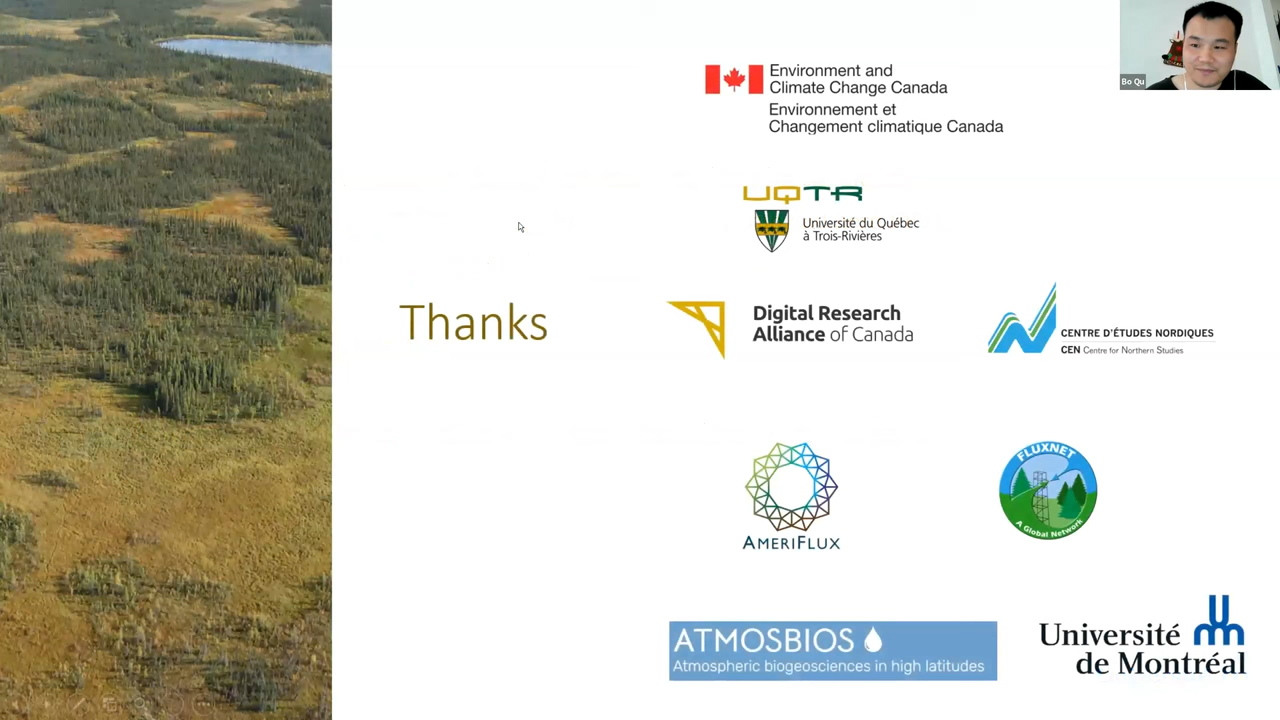 Bo Qu
Environment and
Climate Change Canada
Environnement et
Changement climatique Canada
UQTR
Université du Québec
à Trois-Rivières
Thanks
Digital Research
Alliance of Canada
CENTRE D'ÉTUDES NORDIQUES
CEN Centre for Northern Studies
AMERIFLUX
FLUXNET
A Global Network
ATMOSBIOS
Atmospheric biogeosciences in high latitudes
Université
de Montréal